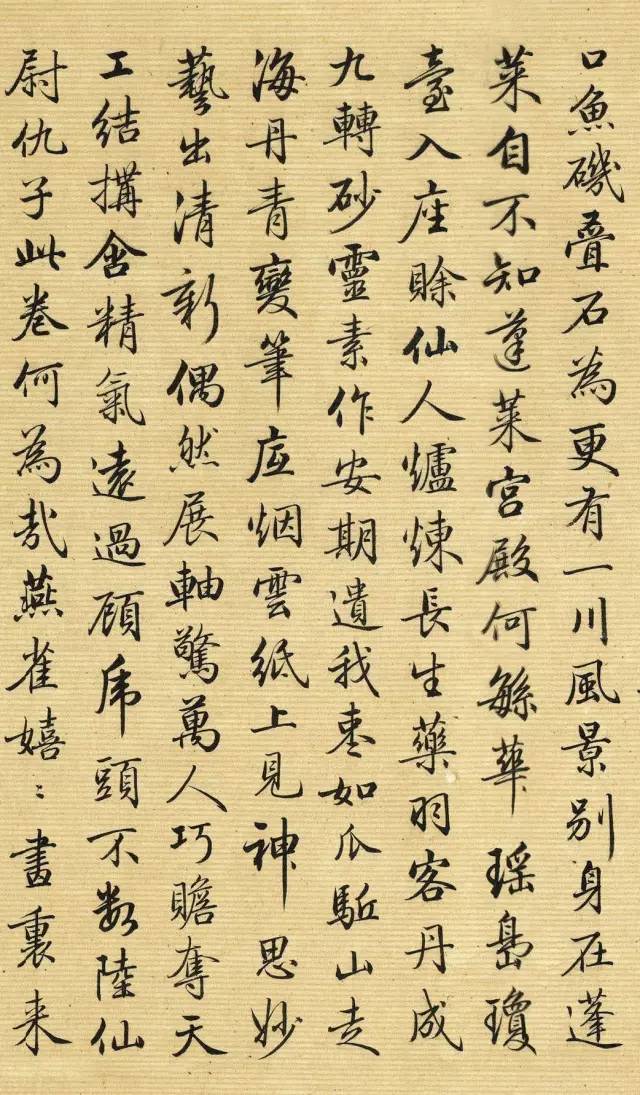 口魚磯疊石為更有一川風景別身在蓬
萊自不知蓬萊宮殿何繇華瑶島瓊
臺入座賒仙人爐煉長生藥羽客丹成
九轉砂靈素作安期遺我棗如瓜駈山走
海丹青變筆底烟雲紙上見神思妙
藝出清新偶然展軸驚萬人巧贍奪天
工結搆含精氣遠過顧虎頭不數陸仙
尉仇子此卷何為哉燕雀嬉〻畫裏来